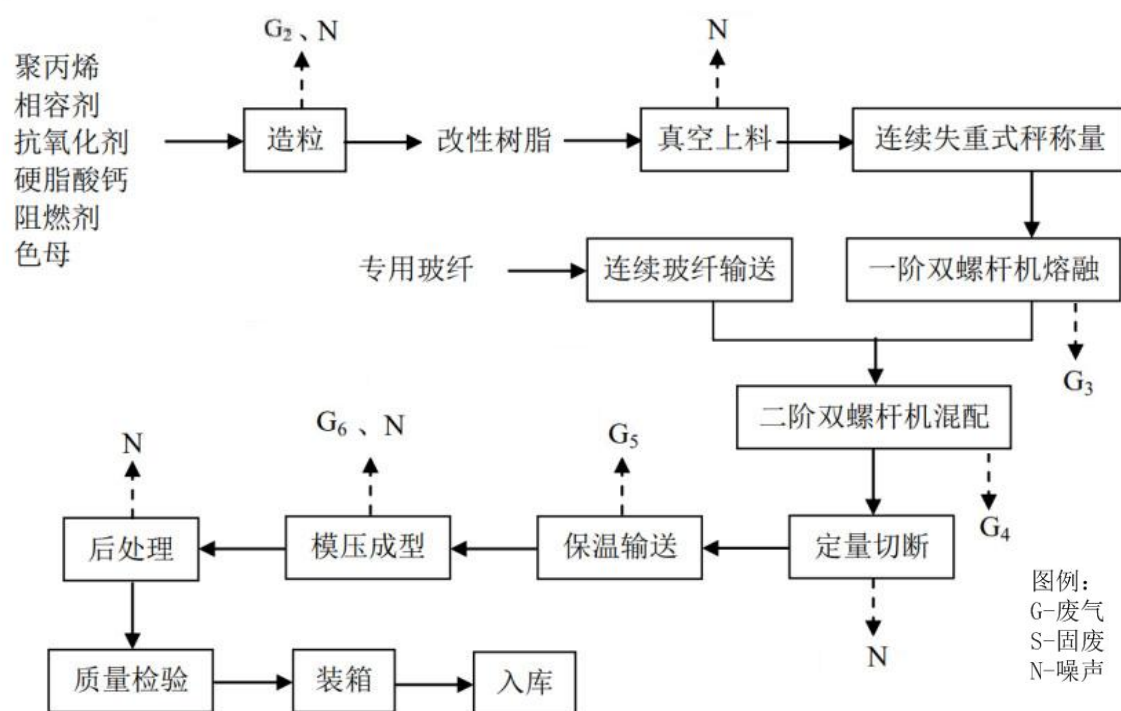 G₂、N
N
聚丙烯
相容剂
抗氧化剂
硬脂酸钙
阻燃剂
色母
造粒
改性树脂
真空上料
连续失重式秤称量
专用玻纤
连续玻纤输送
一阶双螺杆机熔融
G₃
二阶双螺杆机混配
N
G₆、N
G₅
G₄
后处理
模压成型
保温输送
定量切断
图例：
G-废气
S-固废
N-噪声
N
质量检验
装箱
入库